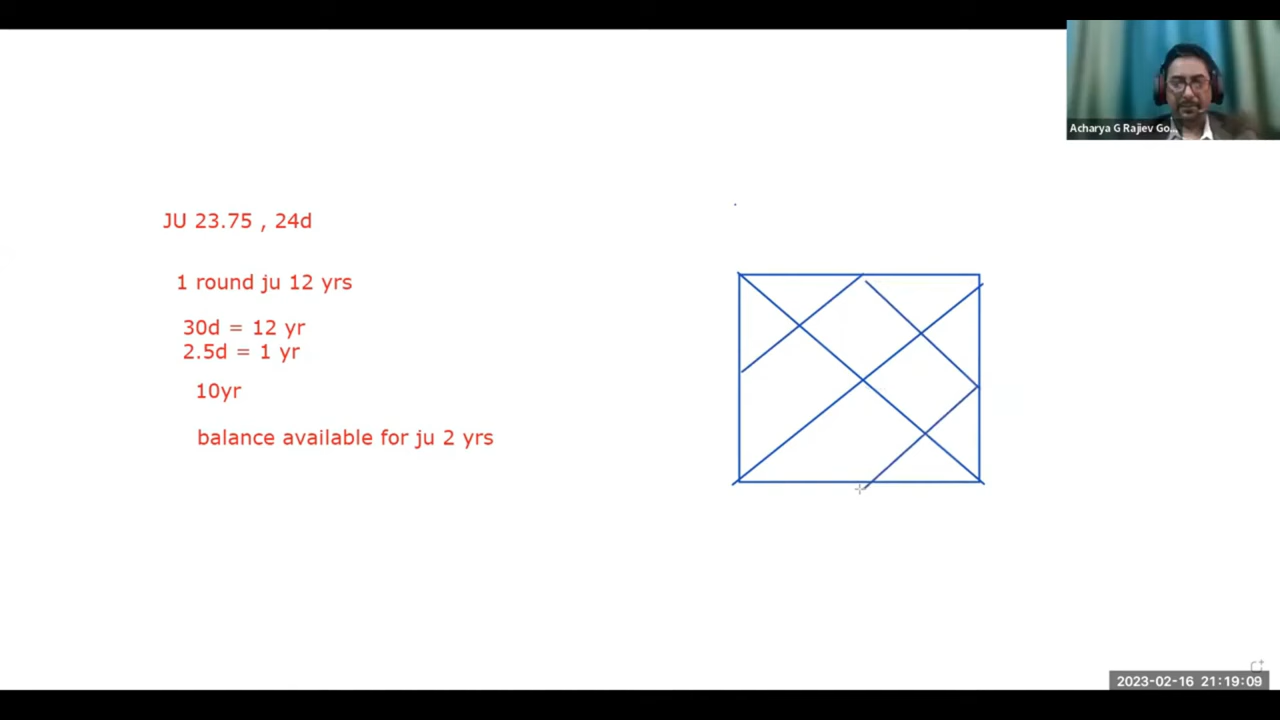 Acharya G Rajiev Go...
JU 23.75 , 24d
1 round ju 12 yrs
30d = 12 yr
2.5d = 1 yr
10yr
balance available for ju 2 yrs
2023-02-16 21:19:09